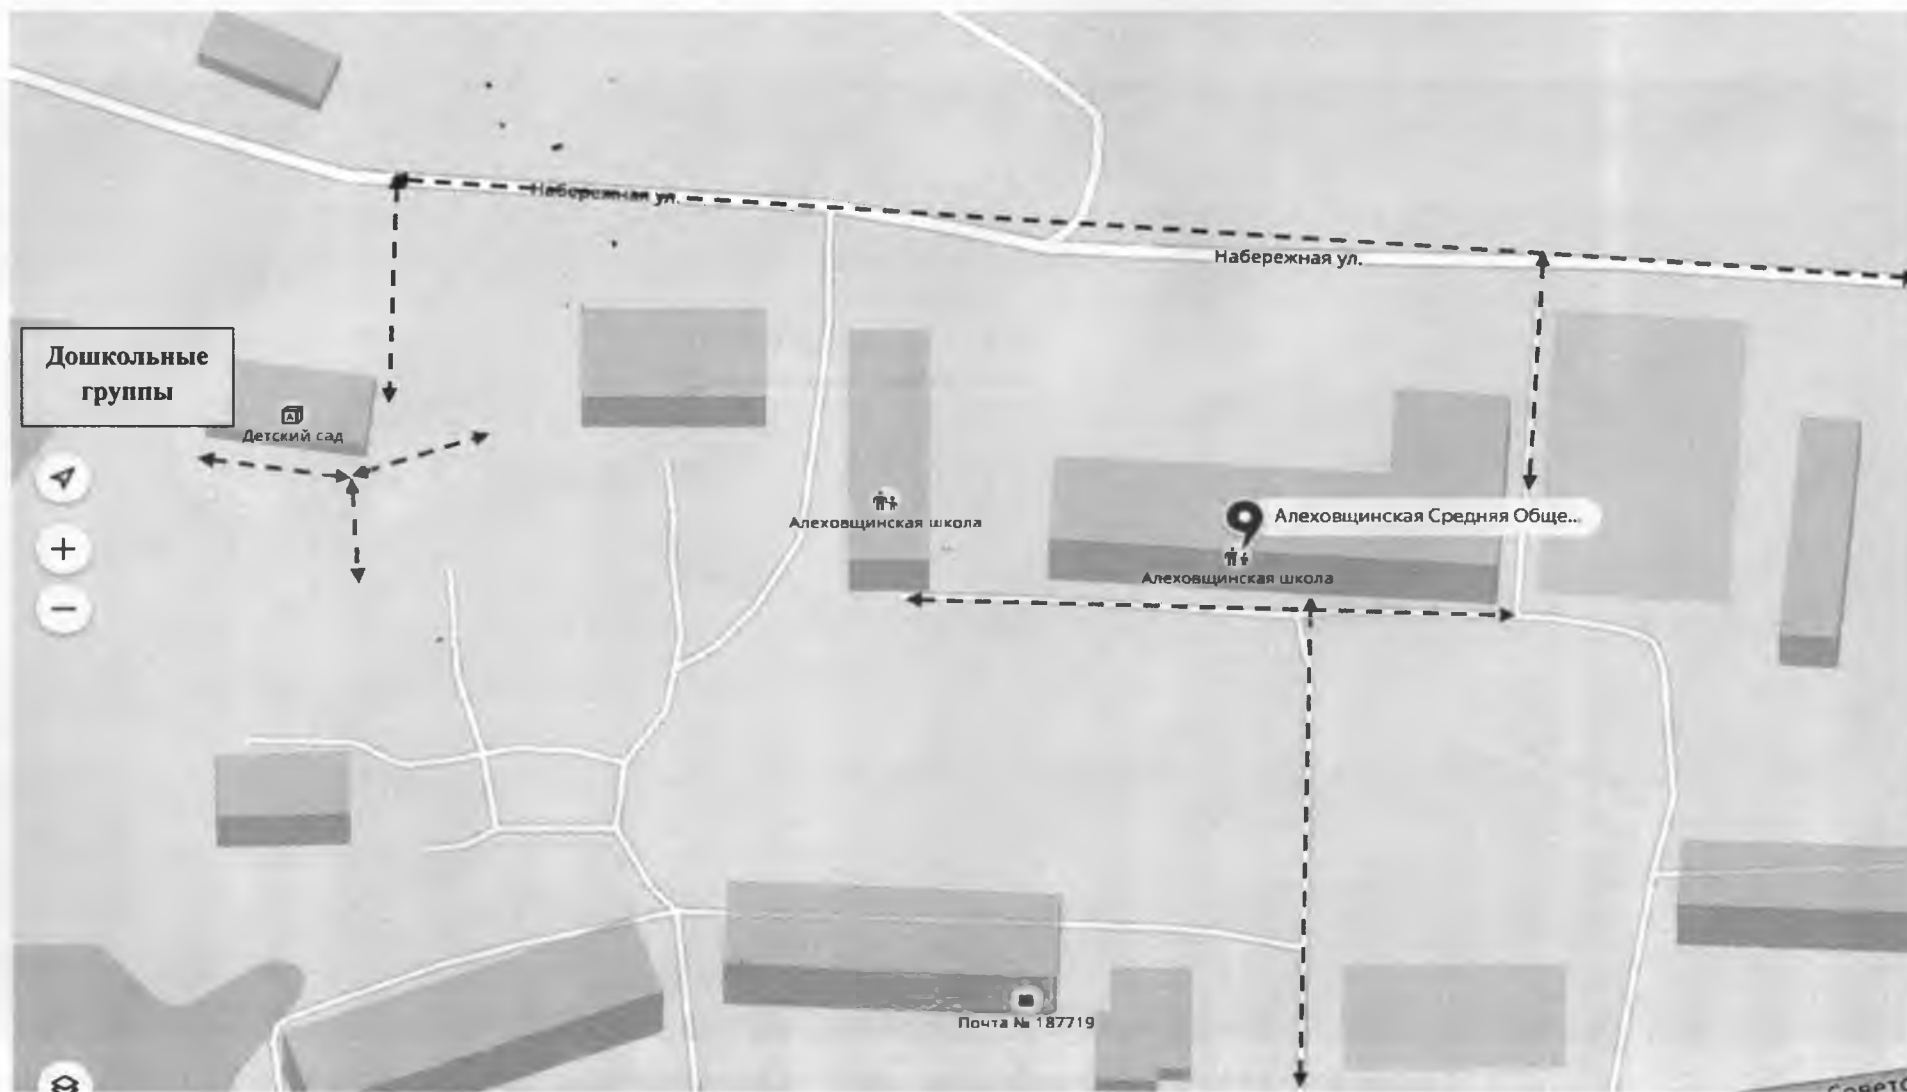 Набережная ул.
Набережная ул.
Дошкольные
группы
Детский сад
Алеховщинская школа
Алеховщинская Средняя Обще...
Алеховщинская школа
Почта № 187719